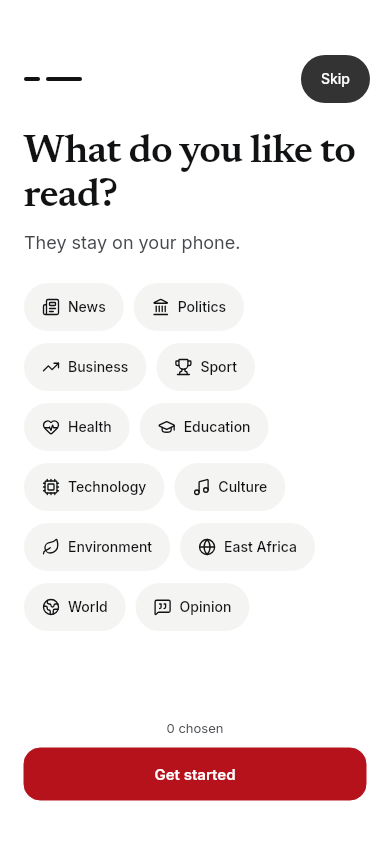 Skip
What do you like to
read?
They stay on your phone.
News
Politics
Business
Sport
Health
Education
Technology
Culture
Environment
East Africa
World
Opinion
0 chosen
Get started